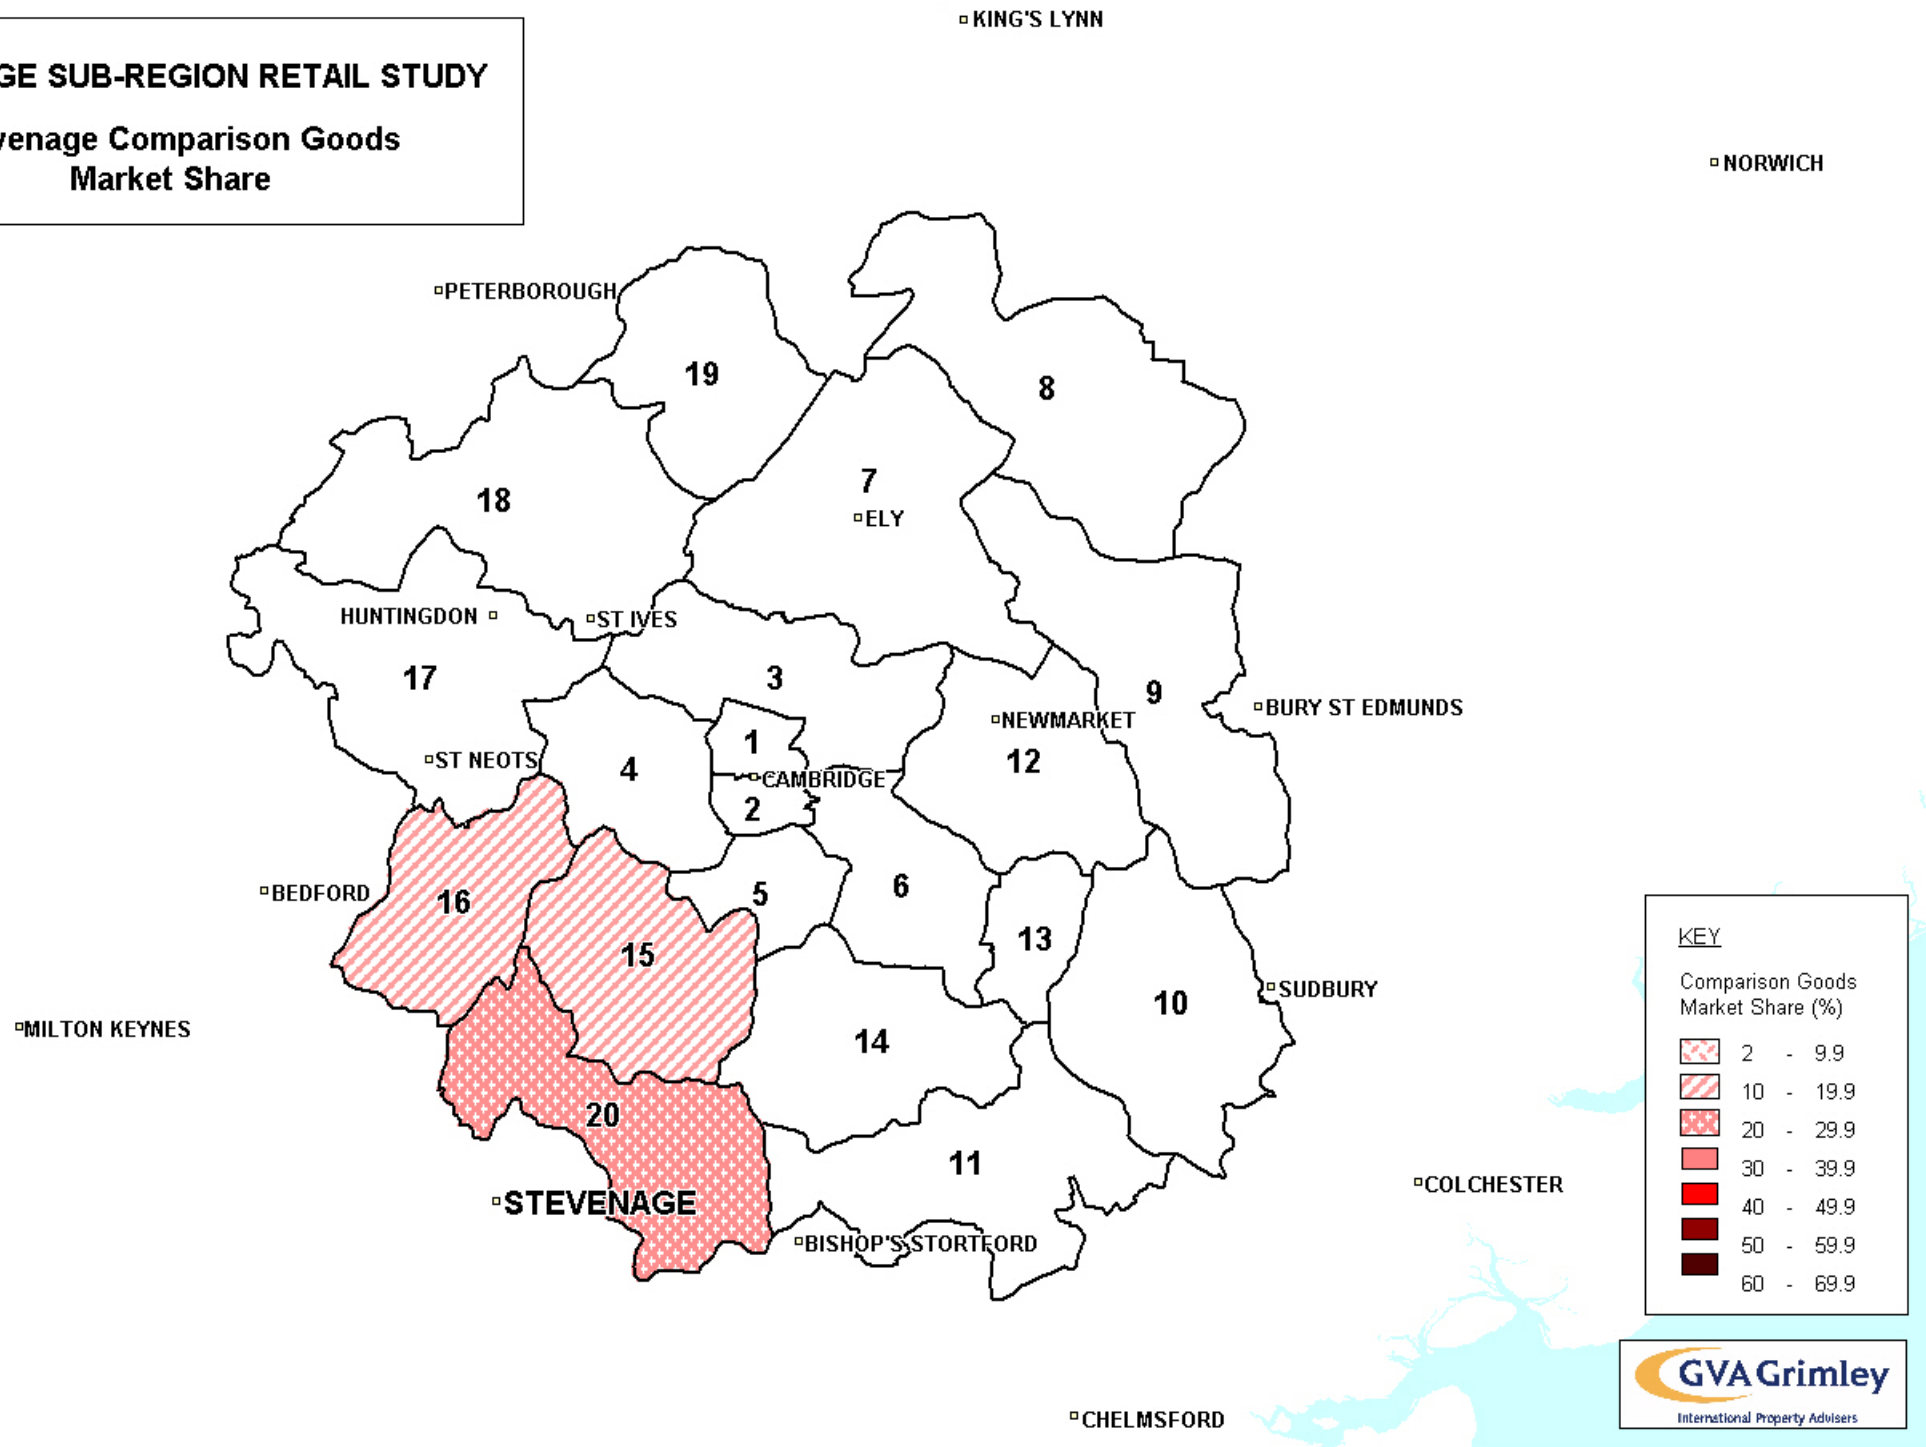 KING'S LYNN
GE SUB-REGION RETAIL STUDY
venage Comparison Goods
Market Share
NORWICH
PETERBOROUGH
19
8
7
18
ELY
HUNTINGDON
ST IVES
17
3
9
BURY ST EDMUNDS
NEWMARKET
1
ST NEOTS
4
12
CAMBRIDGE
2
BEDFORD
16
5
6
15
13
10
SUDBURY
MILTON KEYNES
14
20
11
STEVENAGE
BISHOP'S STORTFORD
COLCHESTER
CHELMSFORD
KEY
Comparison Goods
Market Share (%)
2 - 9.9
10 - 19.9
20 - 29.9
30 - 39.9
40 - 49.9
50 - 59.9
60 - 69.9
GVA Grimley
International Property Advisers